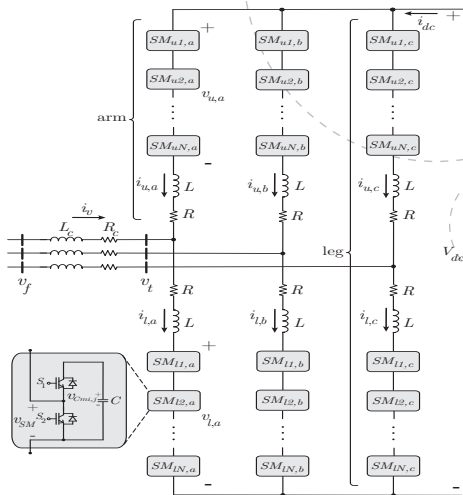 i_dc +
SM_u1,a + SM_u1,b SM_u1,c
SM_u2,a v_u,a SM_u2,b SM_u2,c
arm
SM_uN,a SM_uN,b SM_uN,c
-
i_u,a L i_u,b L i_u,c L
R R R
i_v
L_c R_c
leg
V_dc
v_f v_t
R R R
i_l,a L i_l,b L i_l,c L
+
SM_l1,a SM_l1,b SM_l1,c
S_1
v_Cmi,j + - C
SM_l2,a SM_l2,b SM_l2,c
+
v_SM S_2
v_l,a
-
SM_lN,a SM_lN,b SM_lN,c
- -